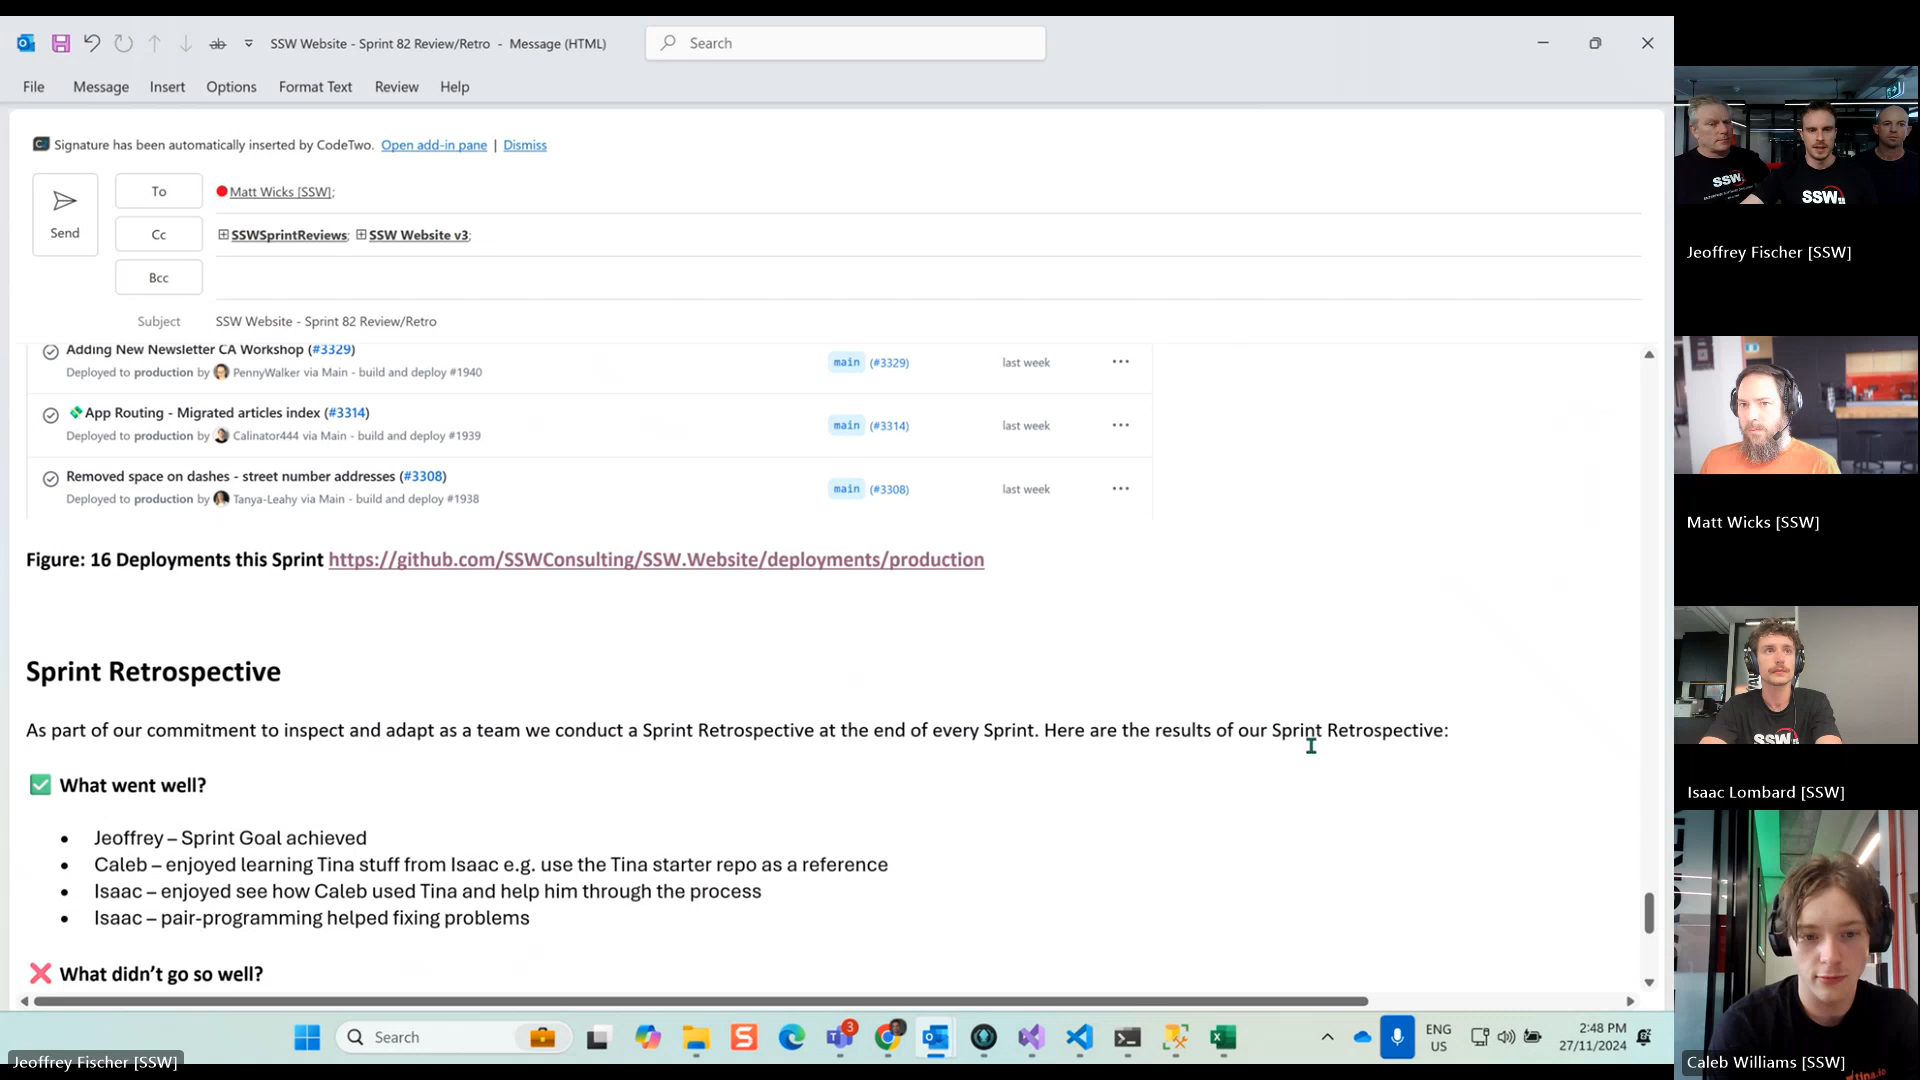 SSW Website - Sprint 82 Review/Retro - Message (HTML)
Search
File Message Insert Options Format Text Review Help
Signature has been automatically inserted by CodeTwo. Open add-in pane | Dismiss
Send
To Matt Wicks [SSW];
Cc SSWSprintReviews; SSW Website v3;
Bcc
Subject SSW Website - Sprint 82 Review/Retro
Adding New Newsletter CA Workshop (#3329)
Deployed to production by PennyWalker via Main - build and deploy #1940
main (#3329) last week
App Routing - Migrated articles index (#3314)
Deployed to production by Calinator444 via Main - build and deploy #1939
main (#3314) last week
Removed space on dashes - street number addresses (#3308)
Deployed to production by Tanya-Leahy via Main - build and deploy #1938
main (#3308) last week
Figure: 16 Deployments this Sprint https://github.com/SSWConsulting/SSW.Website/deployments/production
Sprint Retrospective
As part of our commitment to inspect and adapt as a team we conduct a Sprint Retrospective at the end of every Sprint. Here are the results of our Sprint Retrospective:
What went well?
• Jeoffrey – Sprint Goal achieved
• Caleb – enjoyed learning Tina stuff from Isaac e.g. use the Tina starter repo as a reference
• Isaac – enjoyed see how Caleb used Tina and help him through the process
• Isaac – pair-programming helped fixing problems
What didn't go so well?
Search
3
ENG
US
2:48 PM
27/11/2024
Jeoffrey Fischer [SSW]
SSW
SSW
Jeoffrey Fischer [SSW]
Matt Wicks [SSW]
SSW
Isaac Lombard [SSW]
Caleb Williams [SSW]
tina.io